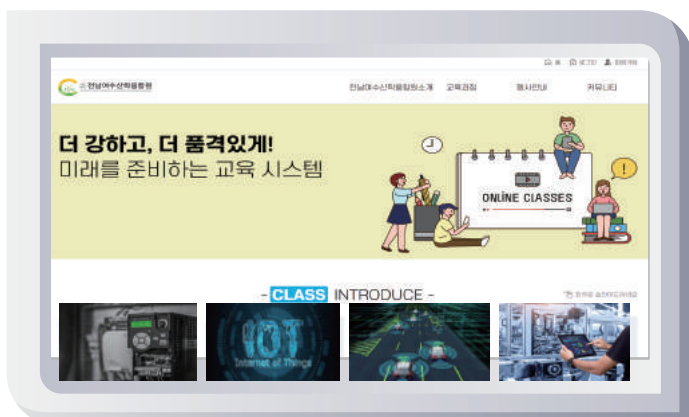 전남여수산학융합원
전남여수산학융합원소개 교육과정 행사안내 커뮤니티
더 강하고, 더 품격있게!
미래를 준비하는 교육 시스템
ONLINE CLASSES
!
- CLASS INTRODUCE -
IOT
Internet of Things